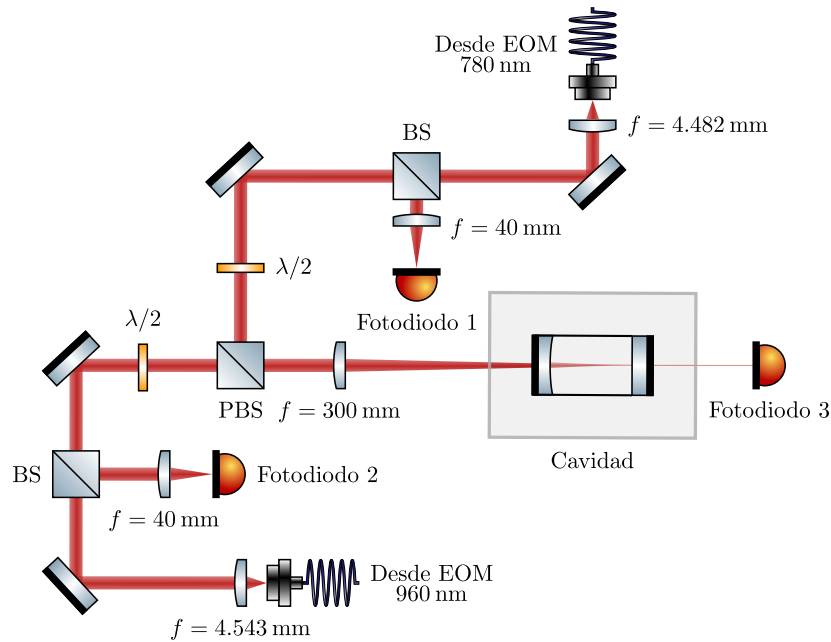 Desde EOM
780 nm
BS
f = 4.482 mm
f = 40 mm
λ/2
Fotodiodo 1
λ/2
PBS
f = 300 mm
Fotodiodo 3
Cavidad
BS
Fotodiodo 2
f = 40 mm
Desde EOM
960 nm
f = 4.543 mm